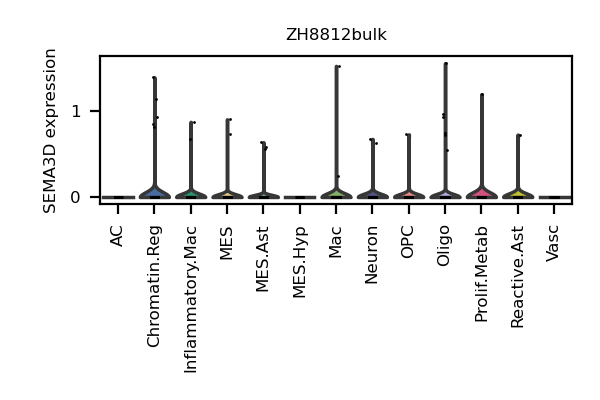 ZH8812bulk
SEMA3D expression
1
0
AC
Chromatin.Reg
Inflammatory.Mac
MES
MES.Ast
MES.Hyp
Mac
Neuron
OPC
Oligo
Prolif.Metab
Reactive.Ast
Vasc